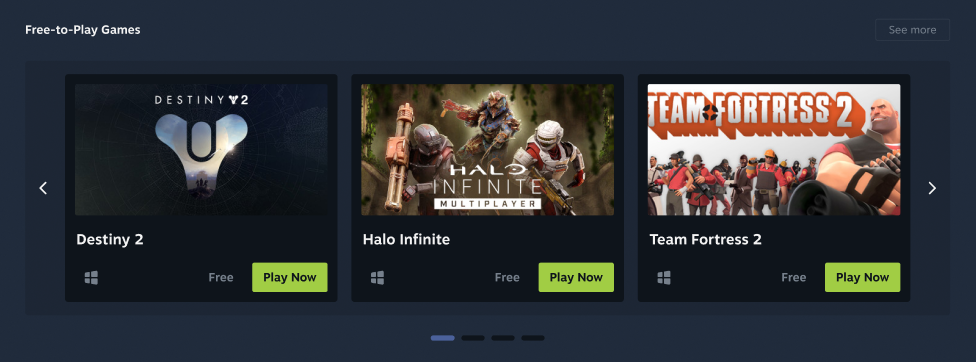 Free-to-Play Games
See more
DESTINY 2
HALO
INFINITE
MULTIPLAYER
TEAM FORTRESS 2
Destiny 2
Halo Infinite
Team Fortress 2
Free
Play Now
Free
Play Now
Free
Play Now